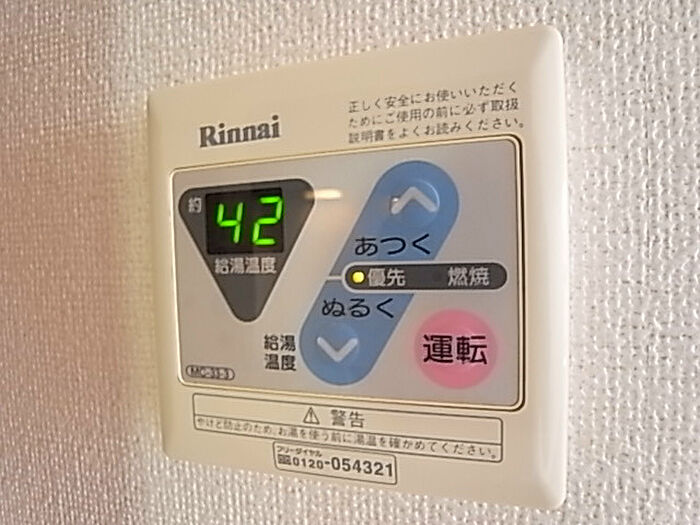 Rinnai
正しく安全にお使いいただく
ためにご使用の前に必ず取扱
説明書をよくお読みください。
約
42
給湯温度
あつく
優先 燃焼
ぬるく
給湯
温度
運転
MC-33-3
⚠ 警告
やけど防止のため、お湯を使う前に湯温を確かめてください。
フリーダイヤル
0120-054321